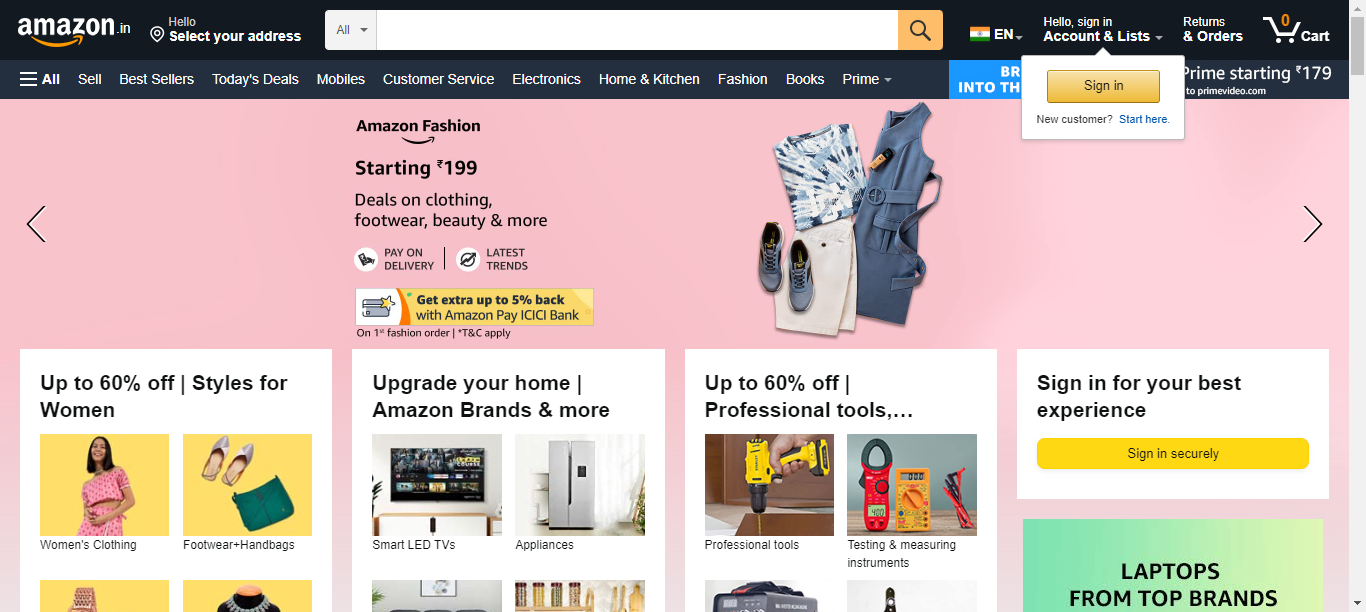 amazon.in
Hello
Select your address
All
EN
Hello, sign in
Account & Lists
Returns
& Orders
0
Cart
All
Sell
Best Sellers
Today's Deals
Mobiles
Customer Service
Electronics
Home & Kitchen
Fashion
Books
Prime
BR
INTO TH
Prime starting ₹179
to primevideo.com
Sign in
New customer? Start here.
Amazon Fashion
Starting ₹199
Deals on clothing,
footwear, beauty & more
PAY ON
DELIVERY
LATEST
TRENDS
Get extra up to 5% back
with Amazon Pay ICICI Bank
On 1st fashion order | *T&C apply
Up to 60% off | Styles for
Women
Women's Clothing
Footwear+Handbags
Upgrade your home |
Amazon Brands & more
Smart LED TVs
Appliances
Up to 60% off |
Professional tools,…
Professional tools
Testing & measuring
instruments
Sign in for your best
experience
Sign in securely
LAPTOPS
FROM TOP BRANDS